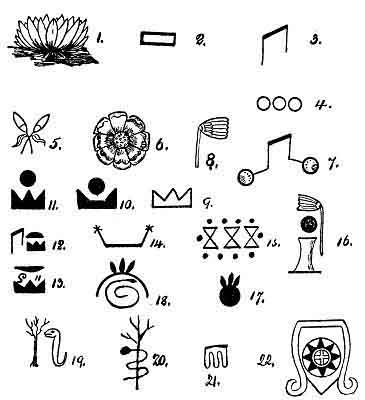 1. 2. 3.
4.
5. 6. 8. 7.
11. 10. 9.
12. 14. 15. 16.
13. 18. 17.
19. 20. 21. 22.